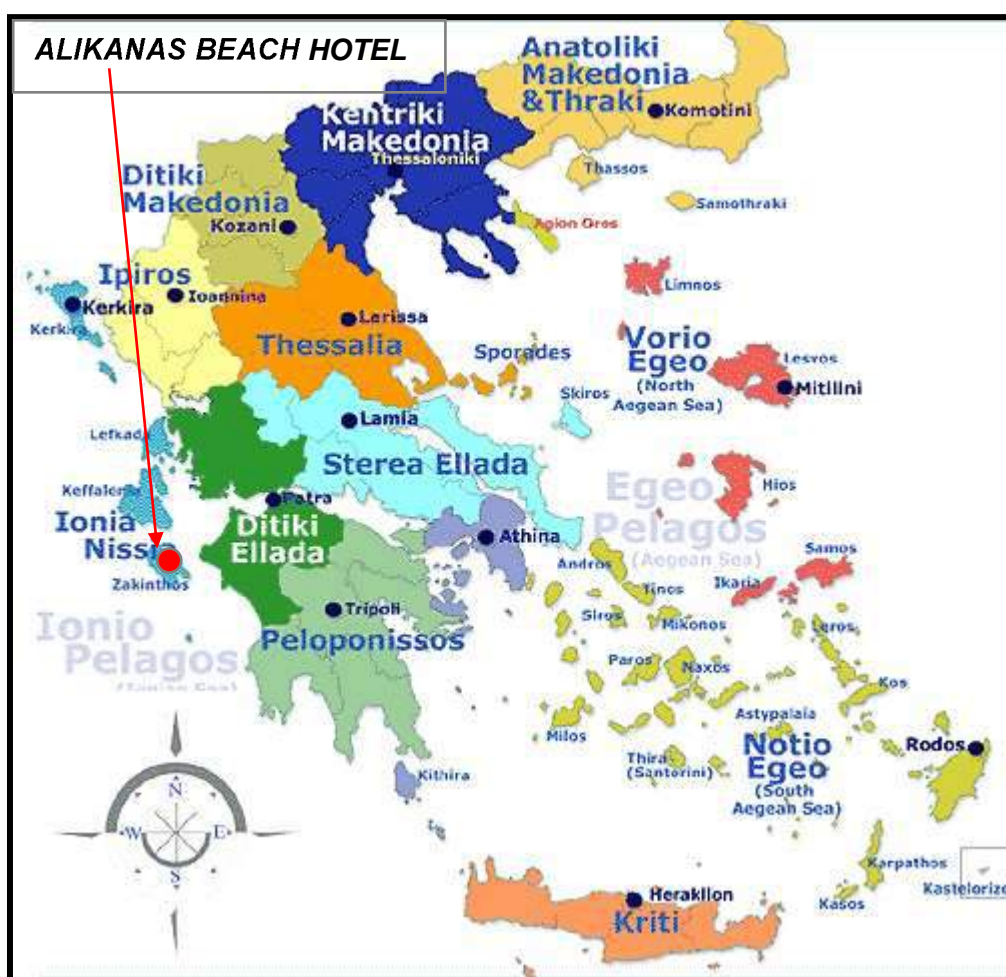 ALIKANAS BEACH HOTEL
Anatoliki
Makedonia
&Thraki
Komotini
Kentriki
Makedonia
Thessaloniki
Thassos
Samothraki
Ditiki
Makedonia
Kozani
Agion Oros
Ipiros
Ioannina
Kerkira
Kerkira
Limnos
Larissa
Thessalia
Sporades
Vorio
Egeo
(North
Aegean Sea)
Lesvos
Mitilini
Skiros
Lamia
Lefkada
Sterea Ellada
Keffalenia
Patra
Egeo
Pelagos
(Aegean Sea)
Hios
Ionia
Nissia
Ditiki
Ellada
Athina
Zakinthos
Andros
Samos
Ikaria
Tinos
Tripoli
Siros
Mikonos
Leros
Ionio
Pelagos
(Ionian Sea)
Peloponissos
Paros
Naxos
Kos
Astypalaia
Milos
Notio
Egeo
(South
Aegean Sea)
Rodos
Thira
(Santorini)
Kithira
N
W E
S
Karpathos
Kasos
Kastelorizo
Heraklion
Kriti